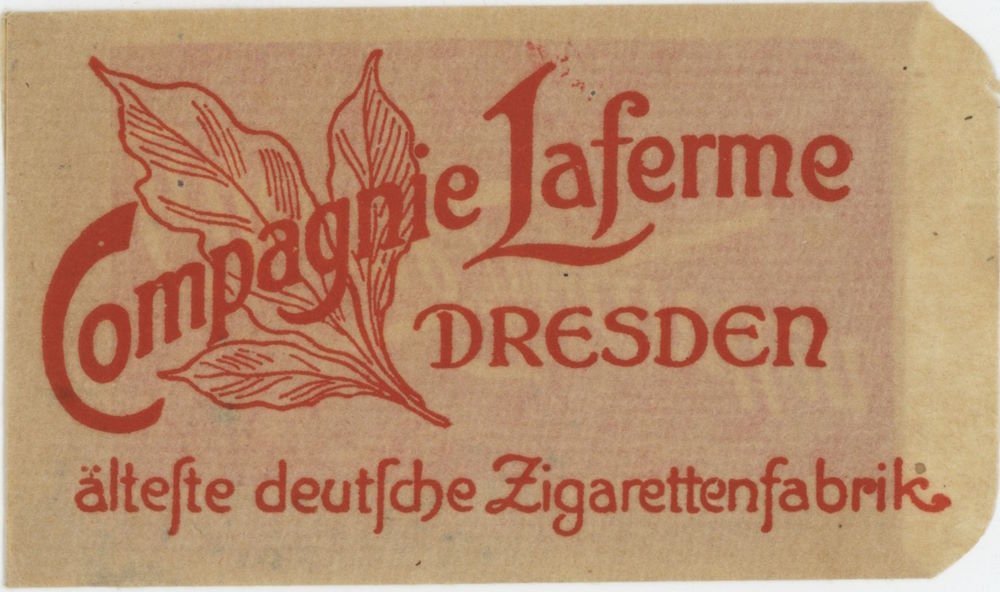 Compagnie Laferme
DRESDEN
älteſte deutſche Zigarettenfabrik